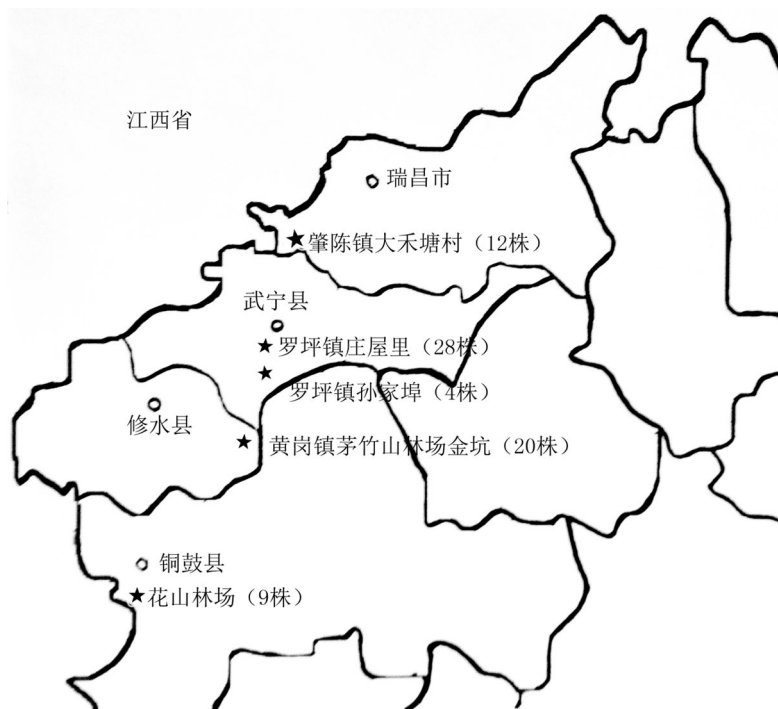 江西省
瑞昌市
肇陈镇大禾塘村（12株）
武宁县
罗坪镇庄屋里（28株）
罗坪镇孙家埠（4株）
修水县
黄岗镇茅竹山林场金坑（20株）
铜鼓县
花山林场（9株）